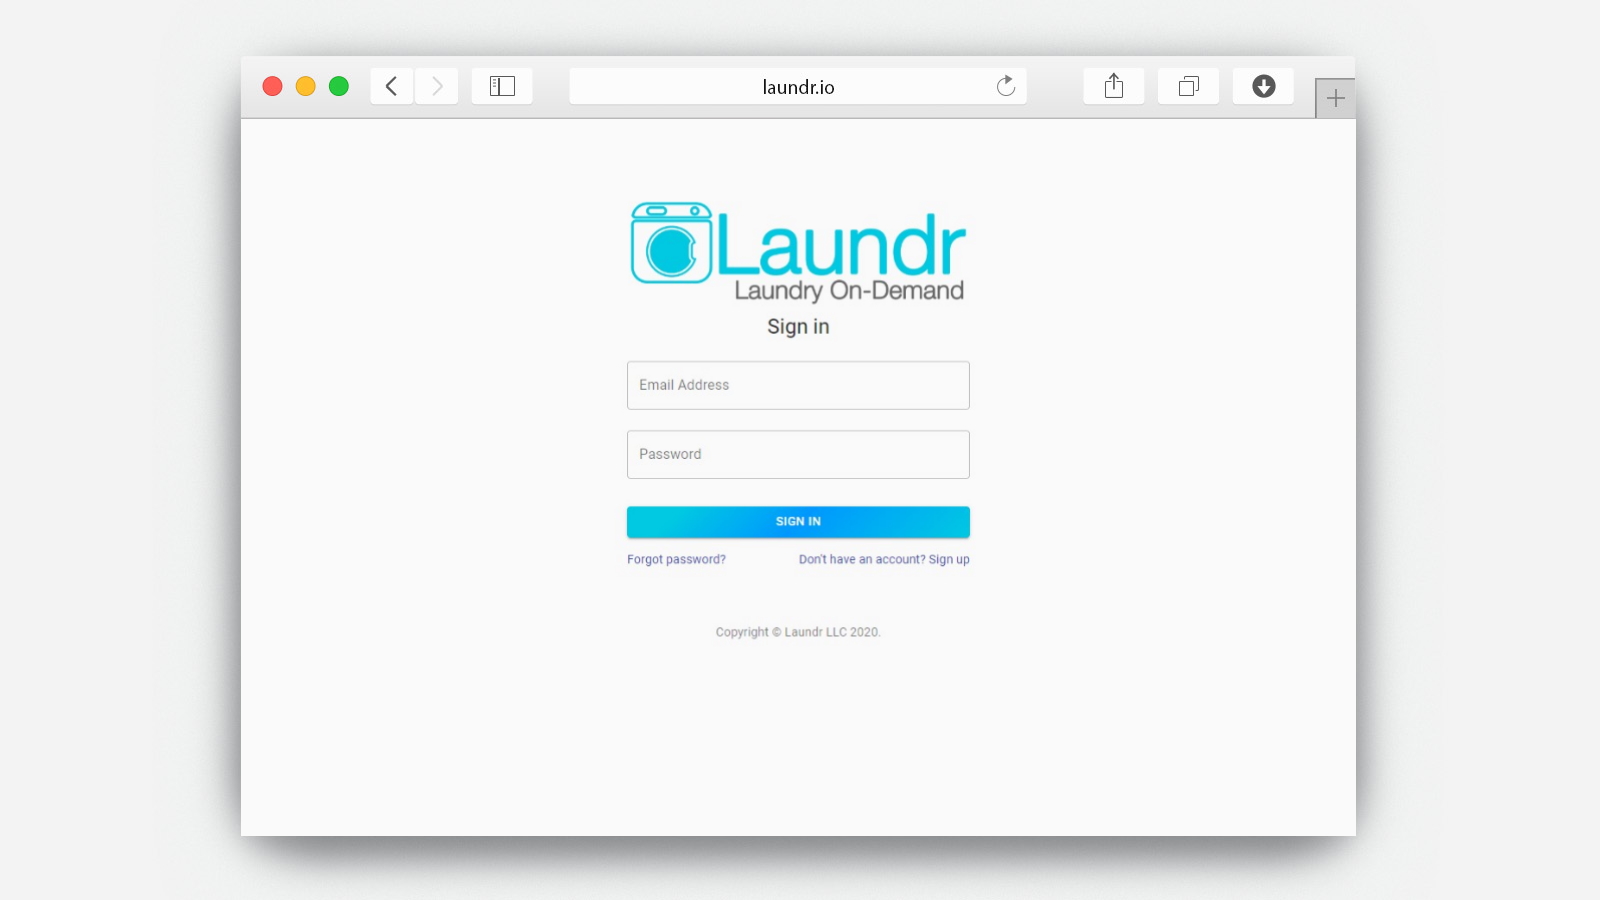 laundr.io
Laundr
Laundry On-Demand
Sign in
Email Address
Password
SIGN IN
Forgot password? Don't have an account? Sign up
Copyright © Laundr LLC 2020.